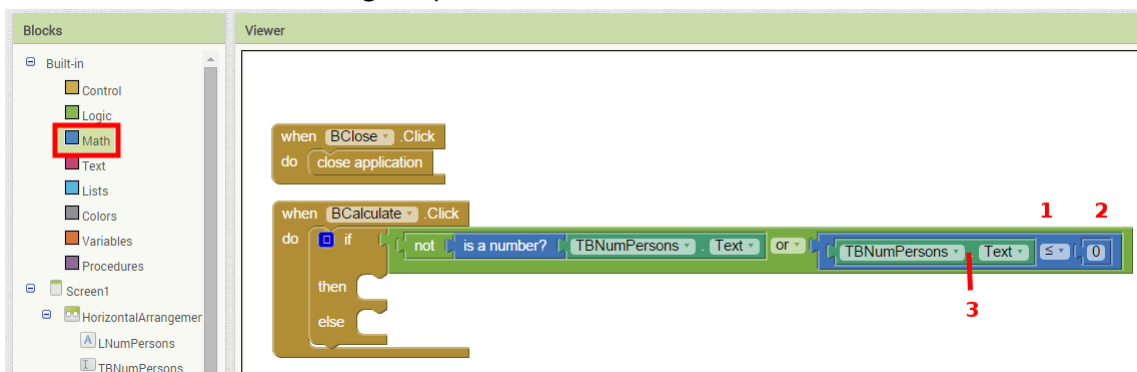 Blocks
Viewer
Built-in
Control
Logic
Math
Text
Lists
Colors
Variables
Procedures
Screen1
HorizontalArrangemer
LNumPersons
TBNumPersons
when BClose .Click
do close application
when BCalculate .Click
1 2
do if not is a number? TBNumPersons . Text or TBNumPersons . Text ≤ 0
then
3
else